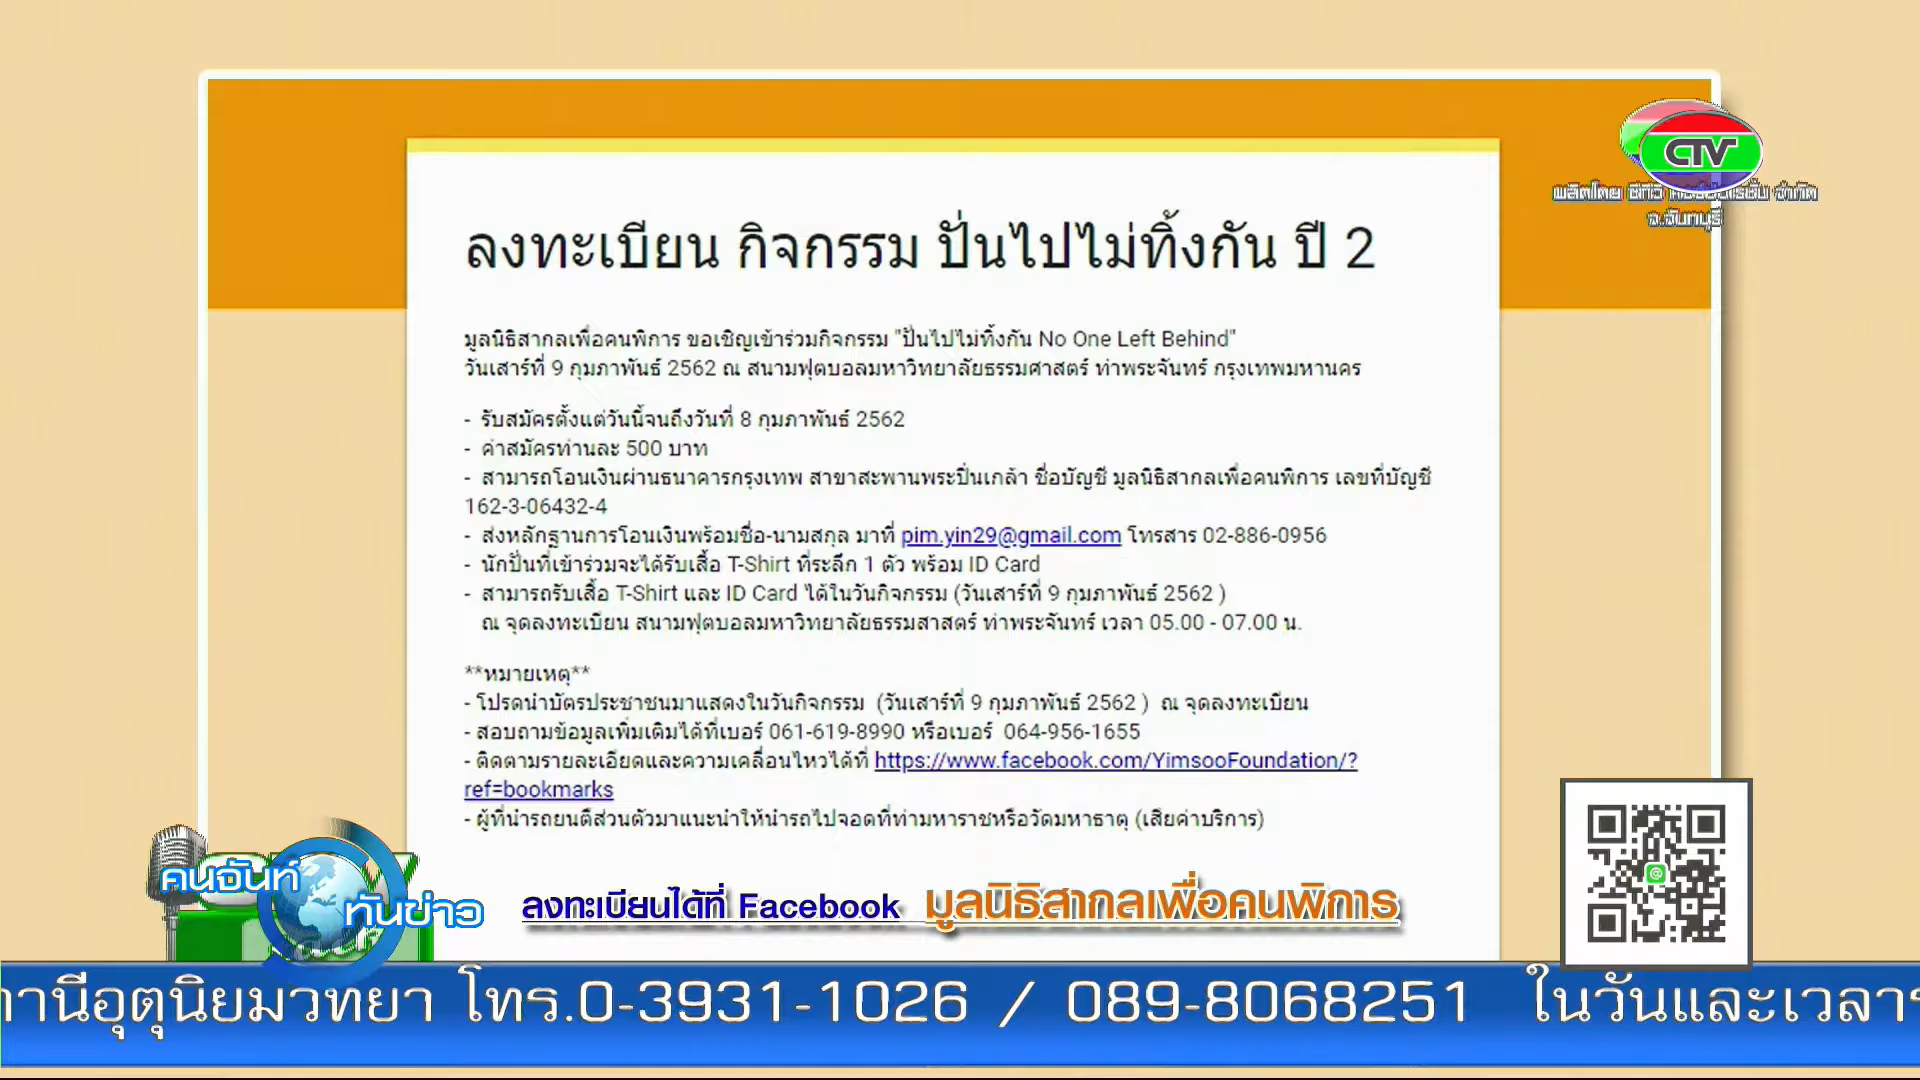 CTV
ผลิตโดย ซีทีวี คอร์ปอเรชั่น จำกัด
จ.จันทบุรี
ลงทะเบียน กิจกรรม ปั่นไปไม่ทิ้งกัน ปี 2
มูลนิธิสากลเพื่อคนพิการ ขอเชิญเข้าร่วมกิจกรรม "ปั่นไปไม่ทิ้งกัน No One Left Behind"
วันเสาร์ที่ 9 กุมภาพันธ์ 2562 ณ สนามฟุตบอลมหาวิทยาลัยธรรมศาสตร์ ท่าพระจันทร์ กรุงเทพมหานคร
- รับสมัครตั้งแต่วันนี้จนถึงวันที่ 8 กุมภาพันธ์ 2562
- ค่าสมัครท่านละ 500 บาท
- สามารถโอนเงินผ่านธนาคารกรุงเทพ สาขาสะพานพระปิ่นเกล้า ชื่อบัญชี มูลนิธิสากลเพื่อคนพิการ เลขที่บัญชี
162-3-06432-4
- ส่งหลักฐานการโอนเงินพร้อมชื่อ-นามสกุล มาที่ pim.yin29@gmail.com โทรสาร 02-886-0956
- นักปั่นที่เข้าร่วมจะได้รับเสื้อ T-Shirt ที่ระลึก 1 ตัว พร้อม ID Card
- สามารถรับเสื้อ T-Shirt และ ID Card ได้ในวันกิจกรรม (วันเสาร์ที่ 9 กุมภาพันธ์ 2562 )
ณ จุดลงทะเบียน สนามฟุตบอลมหาวิทยาลัยธรรมสาสตร์ ท่าพระจันทร์ เวลา 05.00 - 07.00 น.
**หมายเหตุ**
- โปรดนำบัตรประชาชนมาแสดงในวันกิจกรรม (วันเสาร์ที่ 9 กุมภาพันธ์ 2562 ) ณ จุดลงทะเบียน
- สอบถามข้อมูลเพิ่มเติมได้ที่เบอร์ 061-619-8990 หรือเบอร์ 064-956-1655
- ติดตามรายละเอียดและความเคลื่อนไหวได้ที่ https://www.facebook.com/YimsooFoundation/?
ref=bookmarks
- ผู้ที่นำรถยนต์ส่วนตัวมาแนะนำให้นำรถไปจอดที่ท่ามหาราชหรือวัดมหาธาตุ (เสียค่าบริการ)
คนจันท์
ทันข่าว
ลงทะเบียนได้ที่ Facebook มูลนิธิสากลเพื่อคนพิการ
านีอุตุนิยมวิทยา โทร.0-3931-1026 / 089-8068251 ในวันและเวลาร